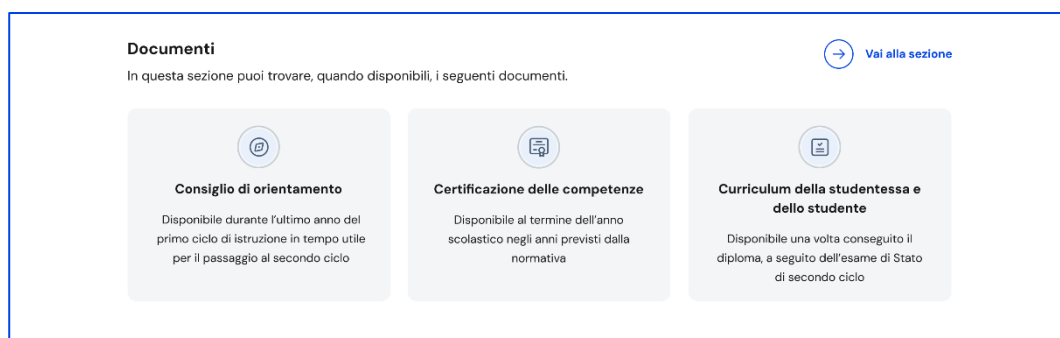 Documenti
Vai alla sezione
In questa sezione puoi trovare, quando disponibili, i seguenti documenti.
Consiglio di orientamento
Disponibile durante l'ultimo anno del
primo ciclo di istruzione in tempo utile
per il passaggio al secondo ciclo
Certificazione delle competenze
Disponibile al termine dell'anno
scolastico negli anni previsti dalla
normativa
Curriculum della studentessa e
dello studente
Disponibile una volta conseguito il
diploma, a seguito dell'esame di Stato
di secondo ciclo